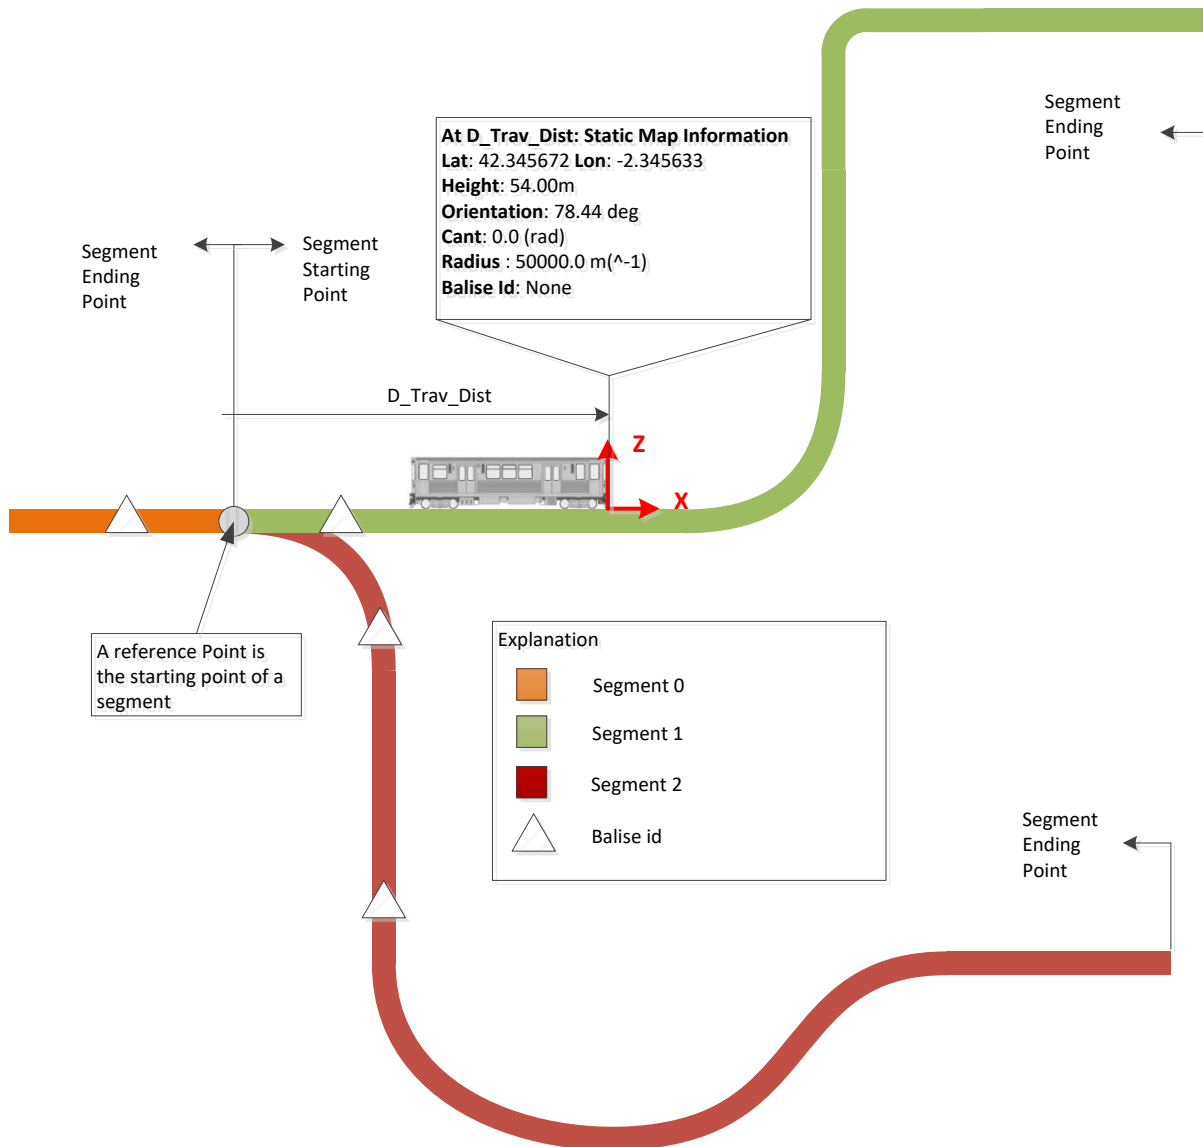 Segment
Ending
Point
At D_Trav_Dist: Static Map Information
Lat: 42.345672 Lon: -2.345633
Height: 54.00m
Orientation: 78.44 deg
Cant: 0.0 (rad)
Radius : 50000.0 m(^-1)
Balise Id: None
Segment
Ending
Point
Segment
Starting
Point
D_Trav_Dist
Z
X
A reference Point is
the starting point of a
segment
Explanation
Segment 0
Segment 1
Segment 2
Balise id
Segment
Ending
Point